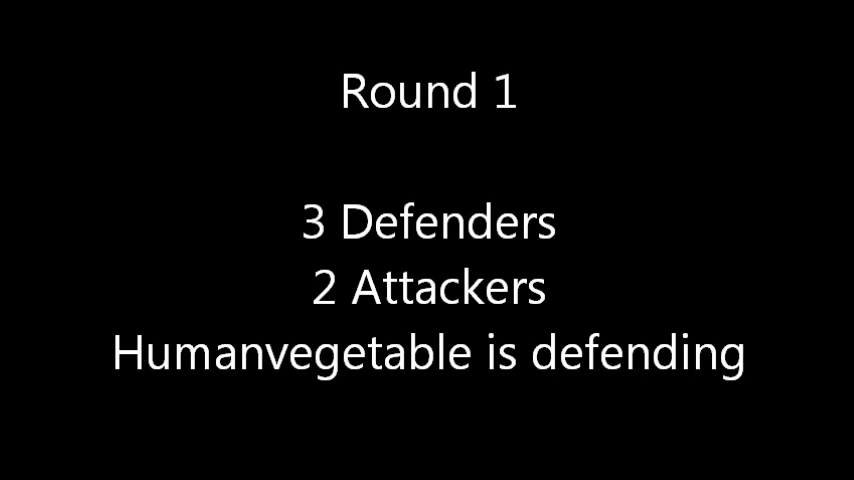 Round 1
3 Defenders
2 Attackers
Humanvegetable is defending